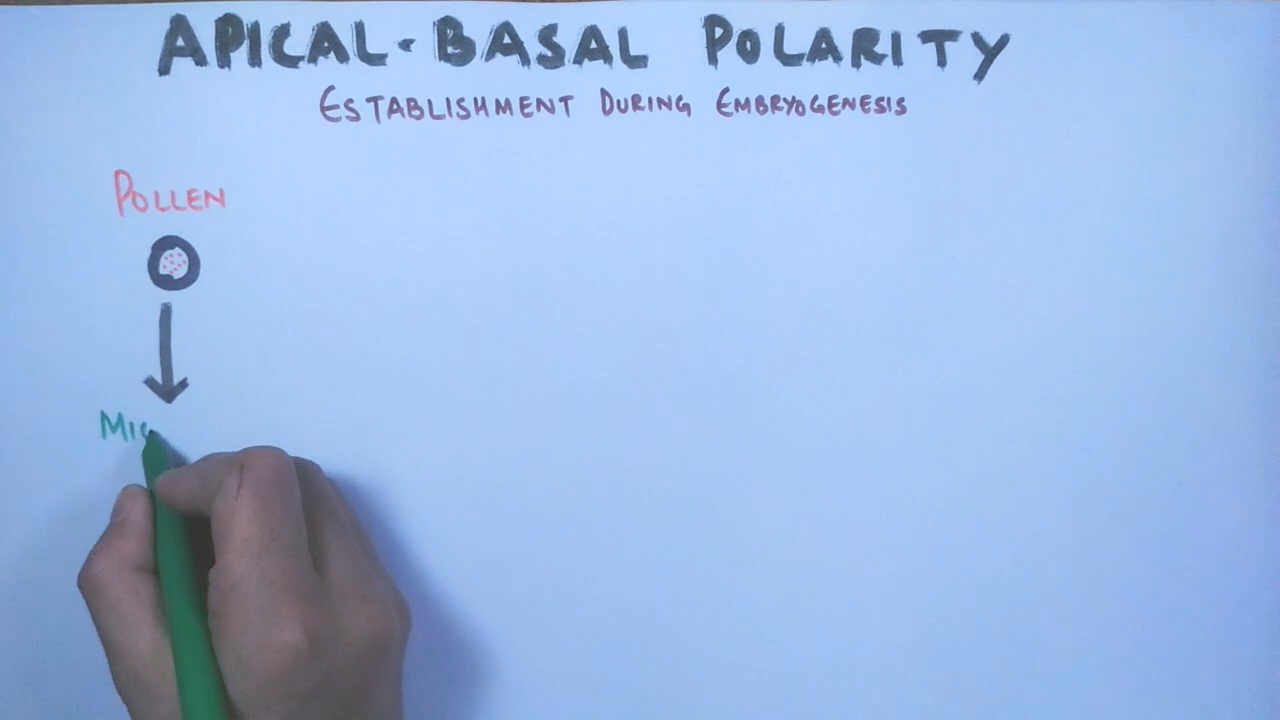 APICAL-BASAL POLARITY
ESTABLISHMENT DURING EMBRYOGENESIS
POLLEN